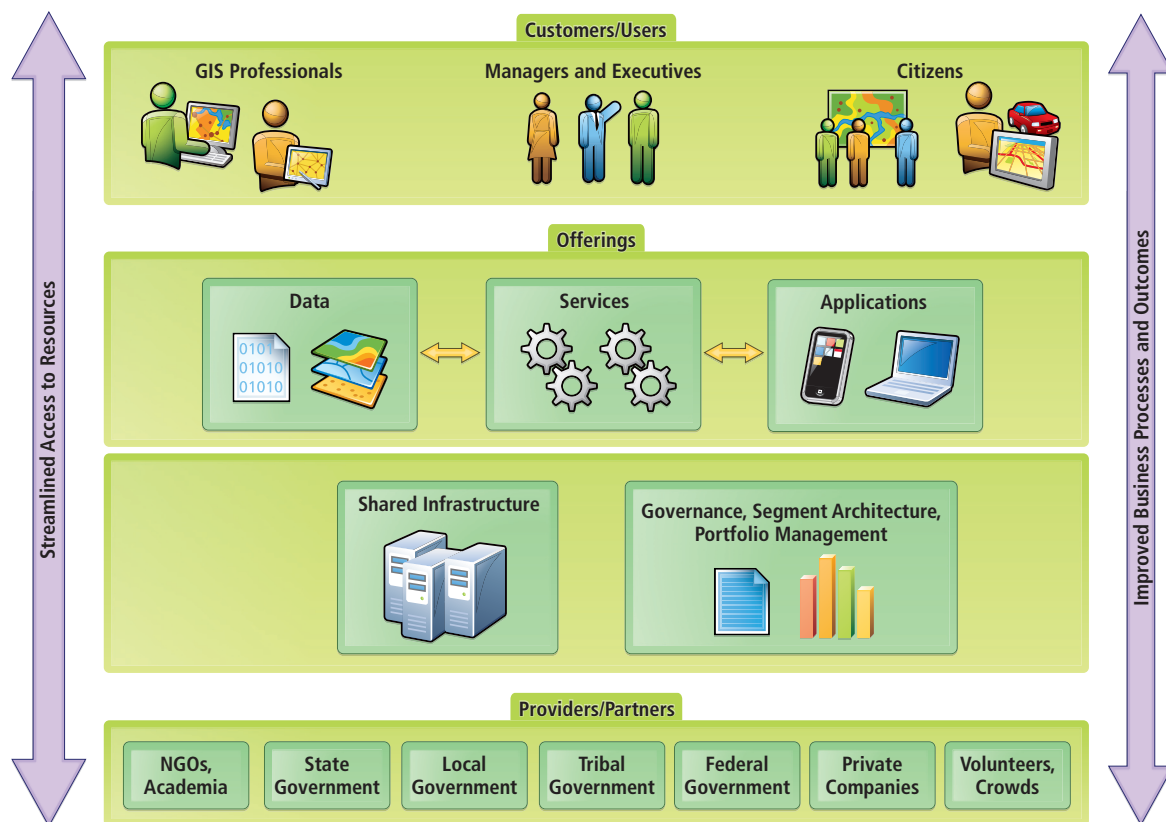 Customers/Users
GIS Professionals
Managers and Executives
Citizens
Streamlined Access to Resources
Improved Business Processes and Outcomes
Offerings
Data
Services
Applications
0101
01010
01010
Shared Infrastructure
Governance, Segment Architecture,
Portfolio Management
Providers/Partners
NGOs,
Academia
State
Government
Local
Government
Tribal
Government
Federal
Government
Private
Companies
Volunteers,
Crowds